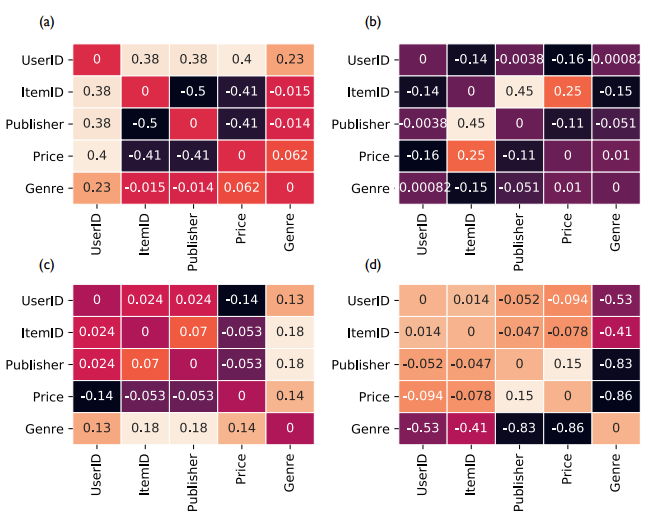 (a)
UserID 0 0.38 0.38 0.4 0.23
ItemID 0.38 0 -0.5 -0.41 -0.015
Publisher 0.38 -0.5 0 -0.41 -0.014
Price 0.4 -0.41 -0.41 0 0.062
Genre 0.23 -0.015 -0.014 0.062 0
UserID ItemID Publisher Price Genre
(b)
UserID 0 -0.14 -0.0038 -0.16 -0.00082
ItemID -0.14 0 0.45 0.25 -0.15
Publisher -0.0038 0.45 0 -0.11 -0.051
Price -0.16 0.25 -0.11 0 0.01
Genre -0.00082 -0.15 -0.051 0.01 0
UserID ItemID Publisher Price Genre
(c)
UserID 0 0.024 0.024 -0.14 0.13
ItemID 0.024 0 0.07 -0.053 0.18
Publisher 0.024 0.07 0 -0.053 0.18
Price -0.14 -0.053 -0.053 0 0.14
Genre 0.13 0.18 0.18 0.14 0
UserID ItemID Publisher Price Genre
(d)
UserID 0 0.014 -0.052 -0.094 -0.53
ItemID 0.014 0 -0.047 -0.078 -0.41
Publisher -0.052 -0.047 0 0.15 -0.83
Price -0.094 -0.078 0.15 0 -0.86
Genre -0.53 -0.41 -0.83 -0.86 0
UserID ItemID Publisher Price Genre